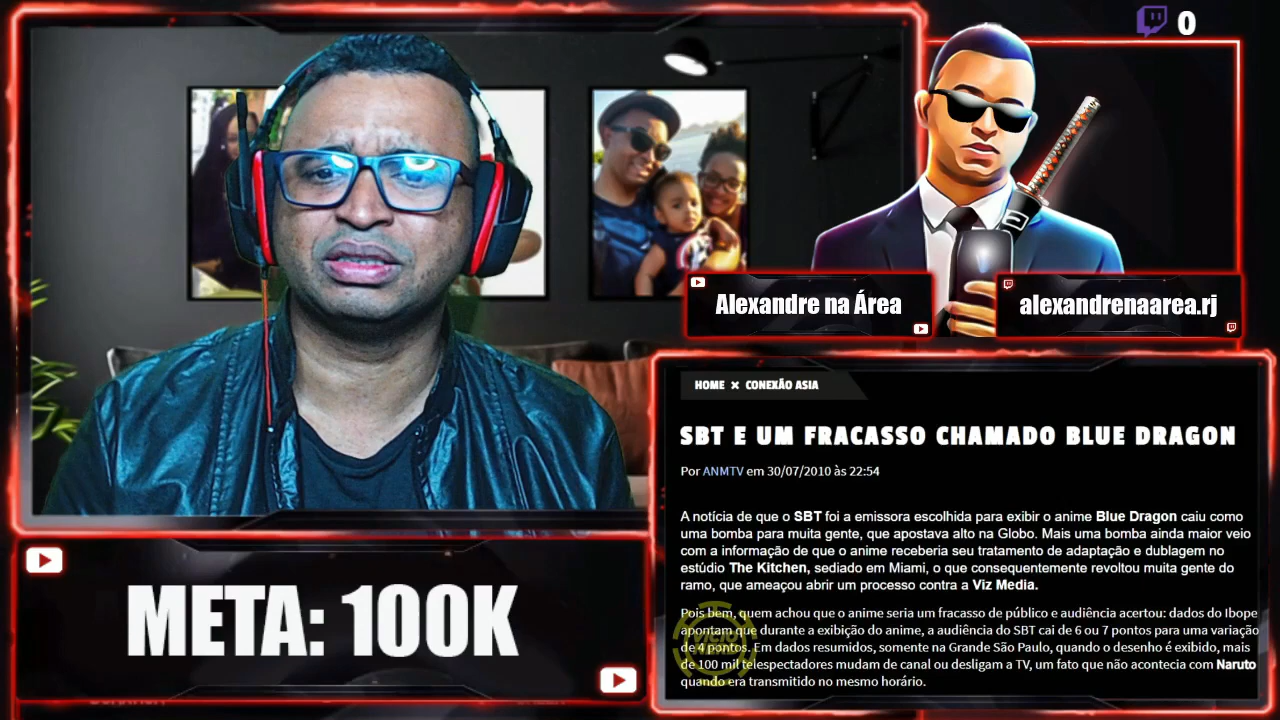 0
Alexandre na Área
alexandrenaarea.rj
HOME × CONEXÃO ASIA
SBT E UM FRACASSO CHAMADO BLUE DRAGON
Por ANMTV em 30/07/2010 às 22:54
A notícia de que o SBT foi a emissora escolhida para exibir o anime Blue Dragon caiu como
uma bomba para muita gente, que apostava alto na Globo. Mais uma bomba ainda maior veio
com a informação de que o anime receberia seu tratamento de adaptação e dublagem no
estúdio The Kitchen, sediado em Miami, o que consequentemente revoltou muita gente do
ramo, que ameaçou abrir um processo contra a Viz Media.
Pois bem, quem achou que o anime seria um fracasso de público e audiência acertou: dados do Ibope
apontam que durante a exibição do anime, a audiência do SBT cai de 6 ou 7 pontos para uma variação
de 4 pontos. Em dados resumidos, somente na Grande São Paulo, quando o desenho é exibido, mais
de 100 mil telespectadores mudam de canal ou desligam a TV, um fato que não acontecia com Naruto
quando era transmitido no mesmo horário.
META: 100K